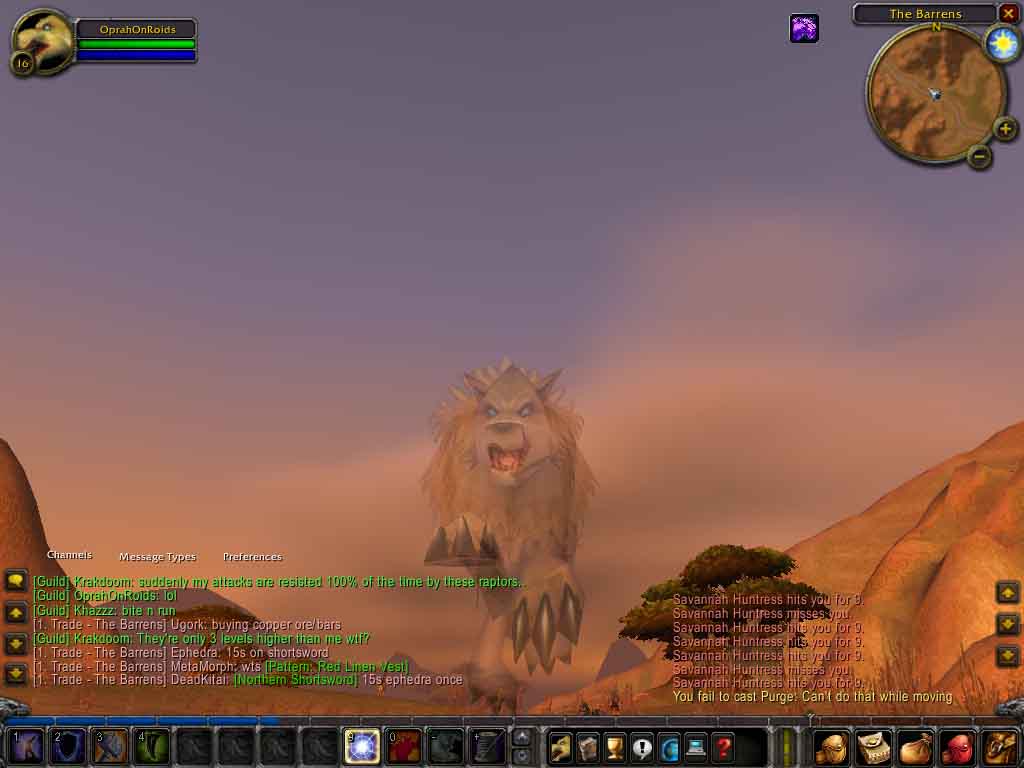 OprahOnRoids
16
The Barrens
N
Channels Message Types Preferences
[Guild] Krakdoom: suddenly my attacks are resisted 100% of the time by these raptors..
[Guild] OprahOnRoids: lol
[Guild] Khazzz: bite n run
[1. Trade - The Barrens] Ugork: buying copper ore/bars
[Guild] Krakdoom: They're only 3 levels higher than me wtf?
[1. Trade - The Barrens] Ephedra: 15s on shortsword
[1. Trade - The Barrens] MetaMorph: wts [Pattern: Red Linen Vest]
[1. Trade - The Barrens] DeadKitai: [Northern Shortsword] 15s ephedra once
Savannah Huntress hits you for 9.
Savannah Huntress misses you.
Savannah Huntress hits you for 9.
Savannah Huntress hits you for 9.
Savannah Huntress hits you for 9.
Savannah Huntress misses you.
Savannah Huntress hits you for 9.
You fail to cast Purge: Can't do that while moving
1 2 3 4 9 0 - +